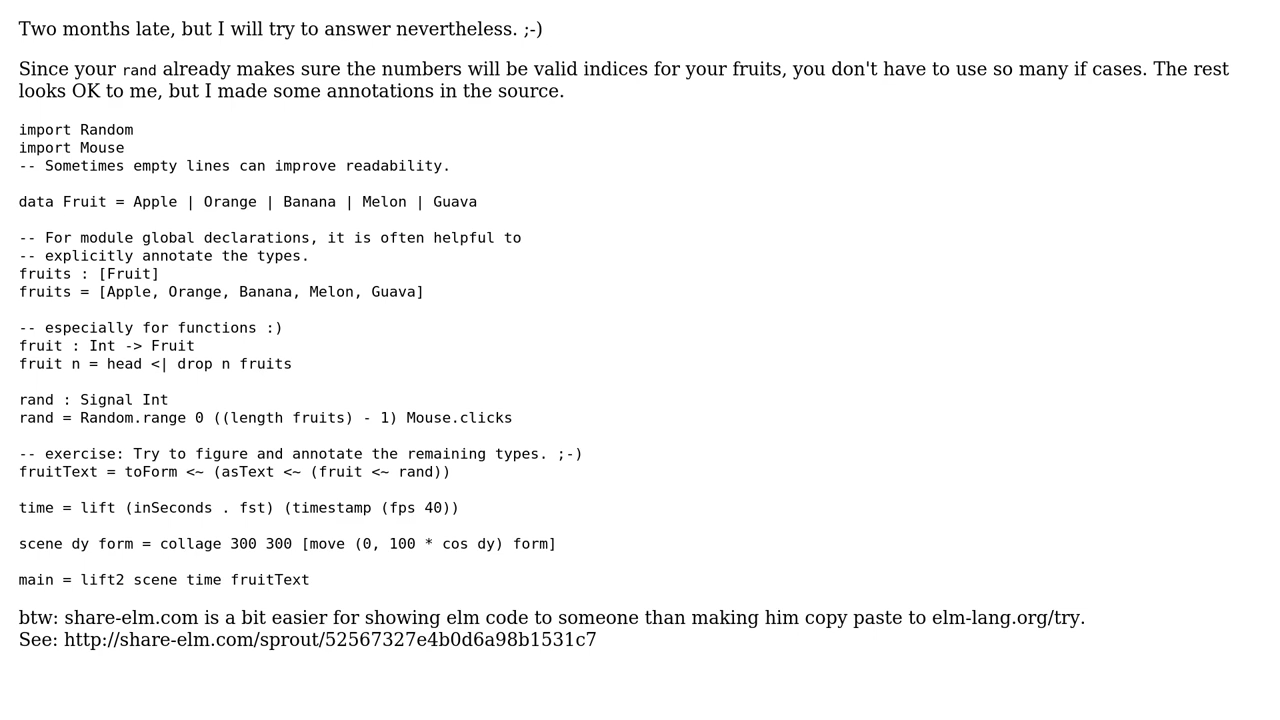 Two months late, but I will try to answer nevertheless. ;-)
Since your rand already makes sure the numbers will be valid indices for your fruits, you don't have to use so many if cases. The rest
looks OK to me, but I made some annotations in the source.
import Random
import Mouse
-- Sometimes empty lines can improve readability.
data Fruit = Apple | Orange | Banana | Melon | Guava
-- For module global declarations, it is often helpful to
-- explicitly annotate the types.
fruits : [Fruit]
fruits = [Apple, Orange, Banana, Melon, Guava]
-- especially for functions :)
fruit : Int -> Fruit
fruit n = head <| drop n fruits
rand : Signal Int
rand = Random.range 0 ((length fruits) - 1) Mouse.clicks
-- exercise: Try to figure and annotate the remaining types. ;-)
fruitText = toForm <~ (asText <~ (fruit <~ rand))
time = lift (inSeconds . fst) (timestamp (fps 40))
scene dy form = collage 300 300 [move (0, 100 * cos dy) form]
main = lift2 scene time fruitText
btw: share-elm.com is a bit easier for showing elm code to someone than making him copy paste to elm-lang.org/try.
See: http://share-elm.com/sprout/52567327e4b0d6a98b1531c7